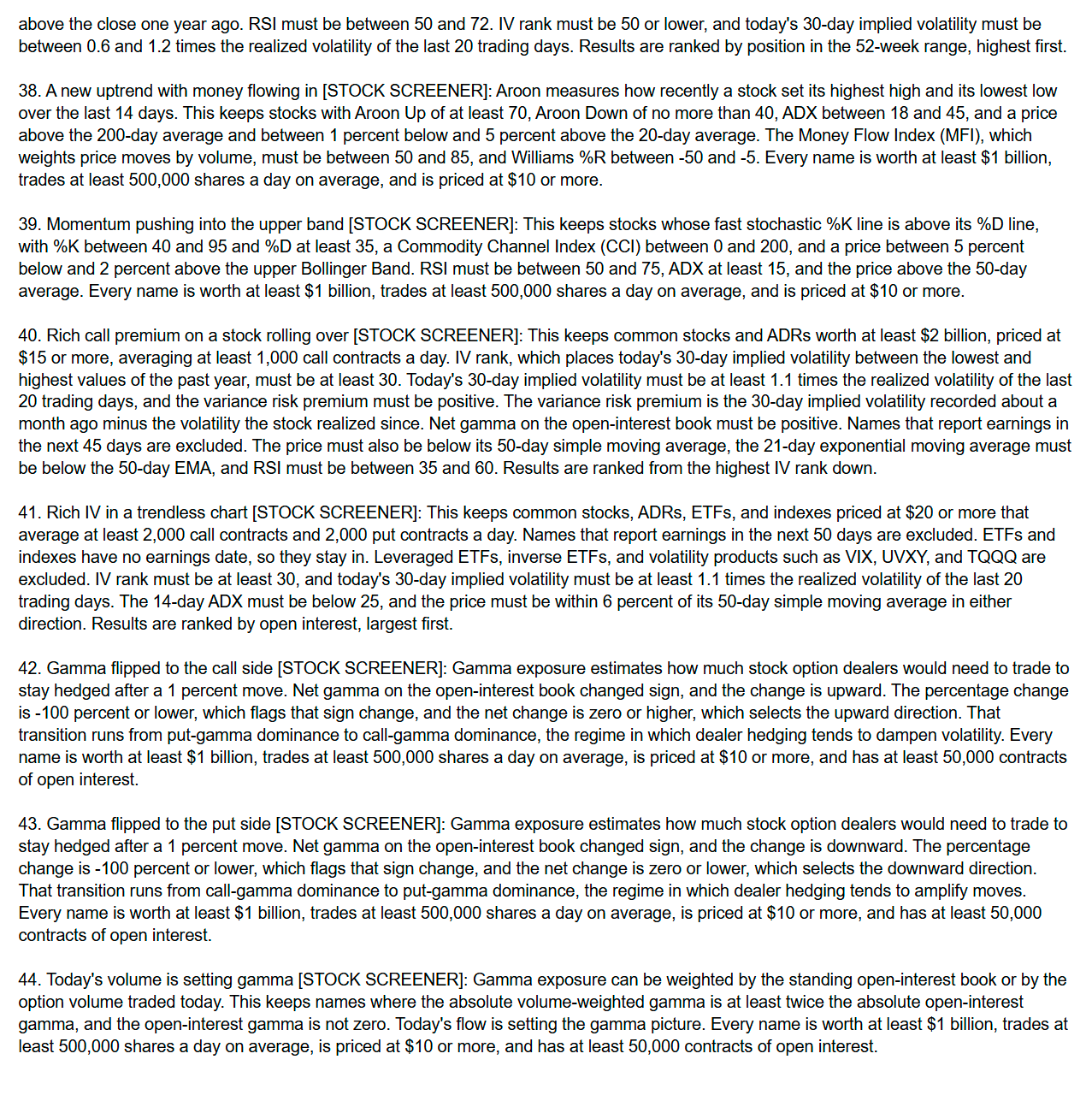 above the close one year ago. RSI must be between 50 and 72. IV rank must be 50 or lower, and today's 30-day implied volatility must be
between 0.6 and 1.2 times the realized volatility of the last 20 trading days. Results are ranked by position in the 52-week range, highest first.
38. A new uptrend with money flowing in [STOCK SCREENER]: Aroon measures how recently a stock set its highest high and its lowest low
over the last 14 days. This keeps stocks with Aroon Up of at least 70, Aroon Down of no more than 40, ADX between 18 and 45, and a price
above the 200-day average and between 1 percent below and 5 percent above the 20-day average. The Money Flow Index (MFI), which
weights price moves by volume, must be between 50 and 85, and Williams %R between -50 and -5. Every name is worth at least $1 billion,
trades at least 500,000 shares a day on average, and is priced at $10 or more.
39. Momentum pushing into the upper band [STOCK SCREENER]: This keeps stocks whose fast stochastic %K line is above its %D line,
with %K between 40 and 95 and %D at least 35, a Commodity Channel Index (CCI) between 0 and 200, and a price between 5 percent
below and 2 percent above the upper Bollinger Band. RSI must be between 50 and 75, ADX at least 15, and the price above the 50-day
average. Every name is worth at least $1 billion, trades at least 500,000 shares a day on average, and is priced at $10 or more.
40. Rich call premium on a stock rolling over [STOCK SCREENER]: This keeps common stocks and ADRs worth at least $2 billion, priced at
$15 or more, averaging at least 1,000 call contracts a day. IV rank, which places today's 30-day implied volatility between the lowest and
highest values of the past year, must be at least 30. Today's 30-day implied volatility must be at least 1.1 times the realized volatility of the last
20 trading days, and the variance risk premium must be positive. The variance risk premium is the 30-day implied volatility recorded about a
month ago minus the volatility the stock realized since. Net gamma on the open-interest book must be positive. Names that report earnings in
the next 45 days are excluded. The price must also be below its 50-day simple moving average, the 21-day exponential moving average must
be below the 50-day EMA, and RSI must be between 35 and 60. Results are ranked from the highest IV rank down.
41. Rich IV in a trendless chart [STOCK SCREENER]: This keeps common stocks, ADRs, ETFs, and indexes priced at $20 or more that
average at least 2,000 call contracts and 2,000 put contracts a day. Names that report earnings in the next 50 days are excluded. ETFs and
indexes have no earnings date, so they stay in. Leveraged ETFs, inverse ETFs, and volatility products such as VIX, UVXY, and TQQQ are
excluded. IV rank must be at least 30, and today's 30-day implied volatility must be at least 1.1 times the realized volatility of the last 20
trading days. The 14-day ADX must be below 25, and the price must be within 6 percent of its 50-day simple moving average in either
direction. Results are ranked by open interest, largest first.
42. Gamma flipped to the call side [STOCK SCREENER]: Gamma exposure estimates how much stock option dealers would need to trade to
stay hedged after a 1 percent move. Net gamma on the open-interest book changed sign, and the change is upward. The percentage change
is -100 percent or lower, which flags that sign change, and the net change is zero or higher, which selects the upward direction. That
transition runs from put-gamma dominance to call-gamma dominance, the regime in which dealer hedging tends to dampen volatility. Every
name is worth at least $1 billion, trades at least 500,000 shares a day on average, is priced at $10 or more, and has at least 50,000 contracts
of open interest.
43. Gamma flipped to the put side [STOCK SCREENER]: Gamma exposure estimates how much stock option dealers would need to trade to
stay hedged after a 1 percent move. Net gamma on the open-interest book changed sign, and the change is downward. The percentage
change is -100 percent or lower, which flags that sign change, and the net change is zero or lower, which selects the downward direction.
That transition runs from call-gamma dominance to put-gamma dominance, the regime in which dealer hedging tends to amplify moves.
Every name is worth at least $1 billion, trades at least 500,000 shares a day on average, is priced at $10 or more, and has at least 50,000
contracts of open interest.
44. Today's volume is setting gamma [STOCK SCREENER]: Gamma exposure can be weighted by the standing open-interest book or by the
option volume traded today. This keeps names where the absolute volume-weighted gamma is at least twice the absolute open-interest
gamma, and the open-interest gamma is not zero. Today's flow is setting the gamma picture. Every name is worth at least $1 billion, trades at
least 500,000 shares a day on average, is priced at $10 or more, and has at least 50,000 contracts of open interest.